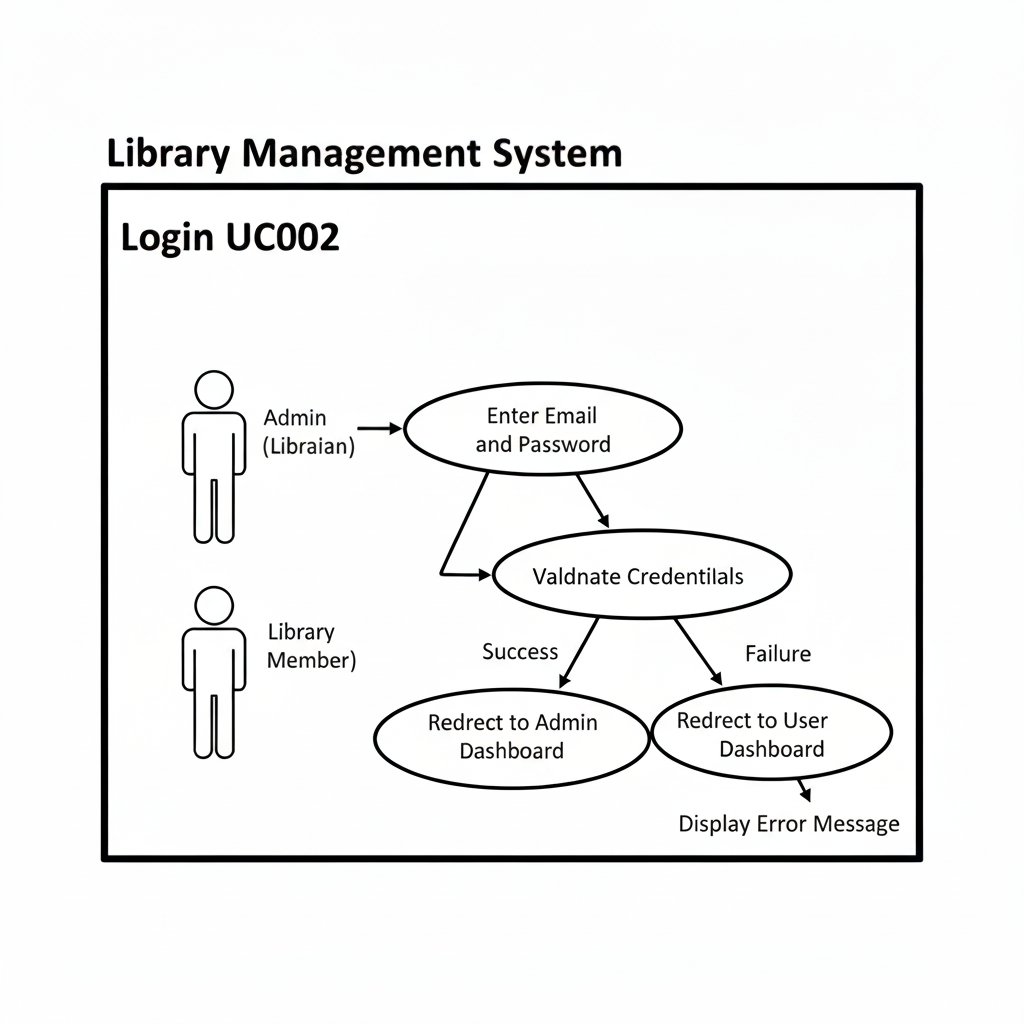 Library Management System
Login UC002
Admin
(Libraian)
Enter Email
and Password
Valdnate Credentilals
Library
Member)
Success
Failure
Redrect to Admin
Dashboard
Redrect to User
Dashboard
Display Error Message